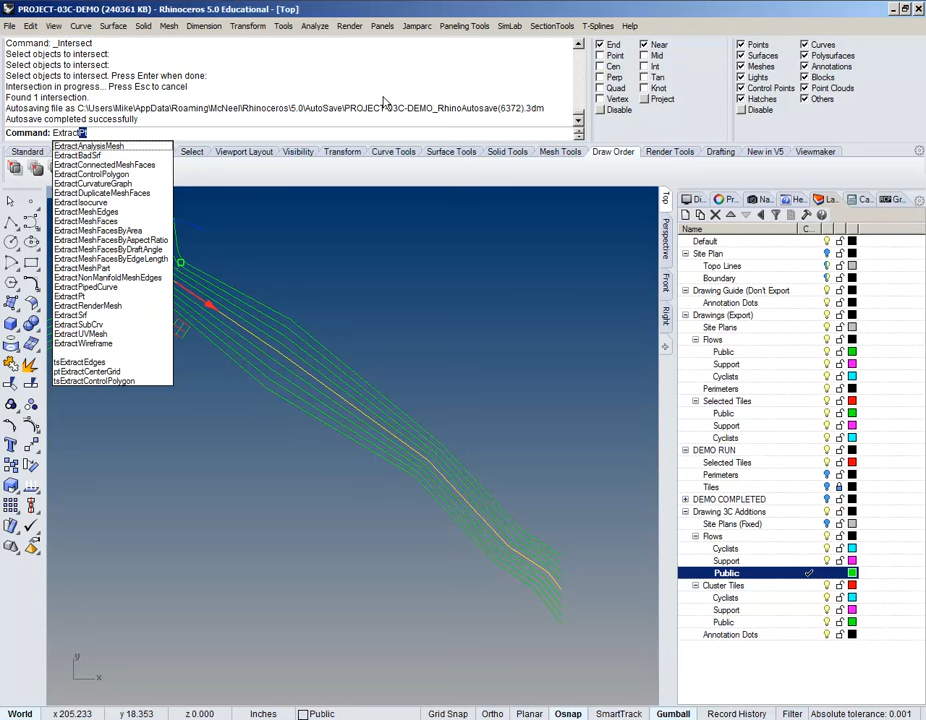 PROJECT-03C-DEMO (240361 KB) - Rhinoceros 5.0 Educational - [Top]
File Edit View Curve Surface Solid Mesh Dimension Transform Tools Analyze Render Panels Jamparc Paneling Tools SimLab SectionTools T-Splines Help
Command: _Intersect
Select objects to intersect:
Select objects to intersect:
Select objects to intersect. Press Enter when done:
Intersection in progress... Press Esc to cancel
Found 1 intersection.
Autosaving file as C:\Users\Mike\AppData\Roaming\McNeel\Rhinoceros\5.0\AutoSave\PROJECT-03C-DEMO_RhinoAutosave(6372).3dm
Autosave completed successfully
Command: ExtractPt
End Near
Point Mid
Cen Int
Perp Tan
Quad Knot
Vertex Project
Disable
Points Curves
Surfaces Polysurfaces
Meshes Annotations
Lights Blocks
Control Points Point Clouds
Hatches Others
Disable
Standard Select Viewport Layout Visibility Transform Curve Tools Surface Tools Solid Tools Mesh Tools Draw Order Render Tools Drafting New in V5 Viewmaker
ExtractAnalysisMesh
ExtractBadSrf
ExtractConnectedMeshFaces
ExtractControlPolygon
ExtractCurvatureGraph
ExtractDuplicateMeshFaces
ExtractIsocurve
ExtractMeshEdges
ExtractMeshFaces
ExtractMeshFacesByArea
ExtractMeshFacesByAspectRatio
ExtractMeshFacesByDraftAngle
ExtractMeshFacesByEdgeLength
ExtractMeshPart
ExtractNonManifoldMeshEdges
ExtractPipedCurve
ExtractPt
ExtractRenderMesh
ExtractSrf
ExtractSubCrv
ExtractUVMesh
ExtractWireframe
tsExtractEdges
ptExtractCenterGrid
tsExtractControlPolygon
Top
Perspective
Front
Right
Di... Pr... Na... He... La... Ca... Gr...
Name C...
Default
Site Plan
Topo Lines
Boundary
Drawing Guide (Don't Export
Annotation Dots
Drawings (Export)
Site Plans
Flows
Public
Support
Cyclists
Perimeters
Selected Tiles
Public
Support
Cyclists
DEMO RUN
Selected Tiles
Perimeters
Tiles
DEMO COMPLETED
Drawing 3C Additions
Site Plans (Fixed)
Flows
Cyclists
Support
Public
Cluster Tiles
Cyclists
Support
Public
Annotation Dots
y
x
World x 205.233 y 18.353 z 0.000 Inches Public Grid Snap Ortho Planar Osnap SmartTrack Gumball Record History Filter Absolute tolerance: 0.001